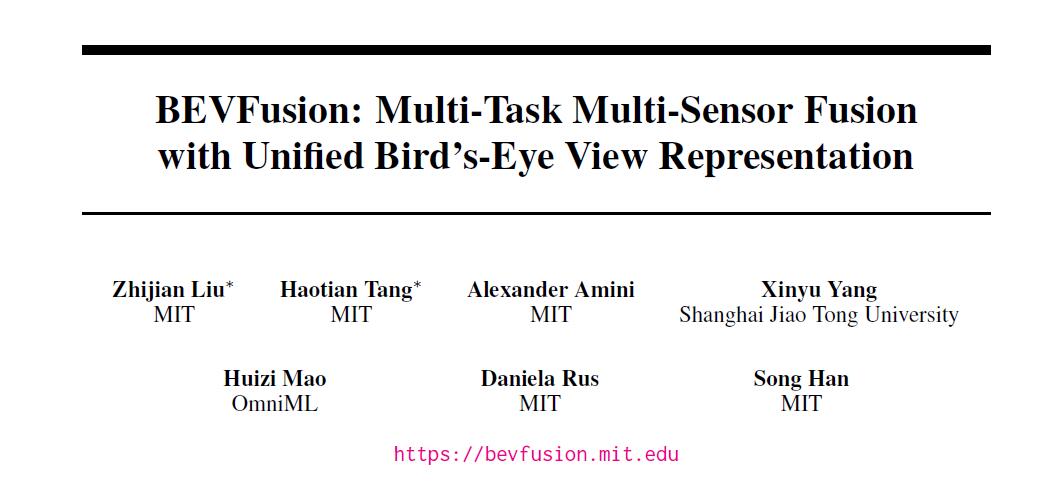 BEVFusion: Multi-Task Multi-Sensor Fusion
with Unified Bird's-Eye View Representation
Zhijian Liu* Haotian Tang* Alexander Amini Xinyu Yang
MIT MIT MIT Shanghai Jiao Tong University
Huizi Mao Daniela Rus Song Han
OmniML MIT MIT
https://bevfusion.mit.edu